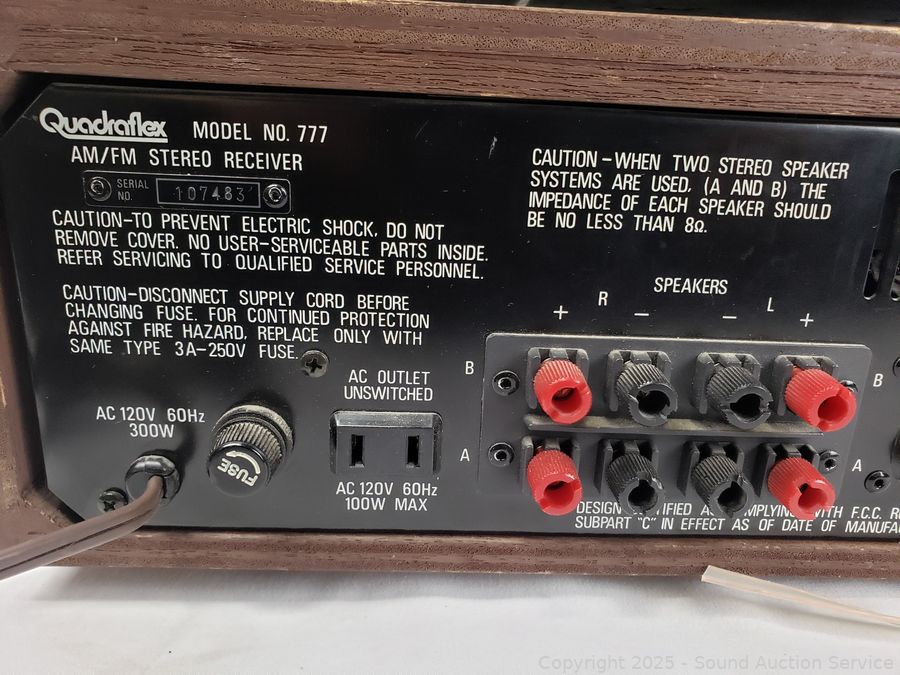 Quadraflex MODEL NO. 777
AM/FM STEREO RECEIVER
SERIAL NO. 107483
CAUTION-TO PREVENT ELECTRIC SHOCK, DO NOT
REMOVE COVER. NO USER-SERVICEABLE PARTS INSIDE.
REFER SERVICING TO QUALIFIED SERVICE PERSONNEL.
CAUTION-DISCONNECT SUPPLY CORD BEFORE
CHANGING FUSE. FOR CONTINUED PROTECTION
AGAINST FIRE HAZARD, REPLACE ONLY WITH
SAME TYPE 3A-250V FUSE.
AC 120V 60Hz
300W
FUSE
AC OUTLET
UNSWITCHED
AC 120V 60Hz
100W MAX
CAUTION-WHEN TWO STEREO SPEAKER
SYSTEMS ARE USED, (A AND B) THE
IMPEDANCE OF EACH SPEAKER SHOULD
BE NO LESS THAN 8Ω.
SPEAKERS
+ R - - L +
B B
A A
DESIGN WITH F.C.C.
SUBPART "C" IN EFFECT AS OF DATE OF
Copyright 2025 - Sound Auction Service